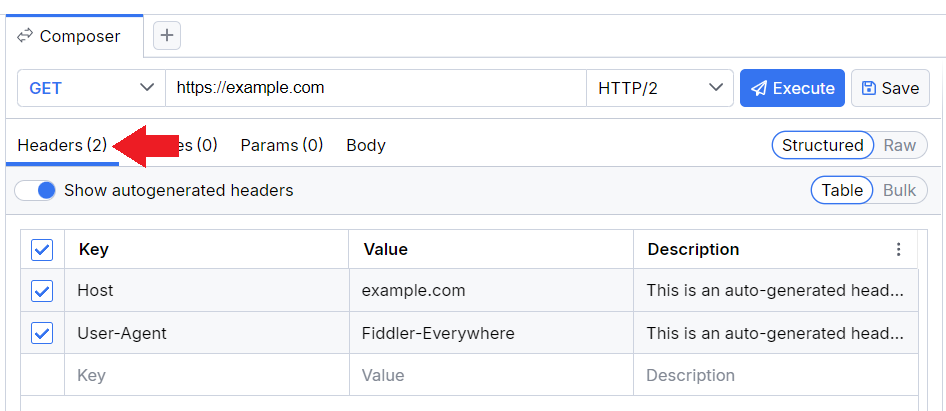 Composer
GET https://example.com HTTP/2 Execute Save
Headers (2) (0) Params (0) Body Structured Raw
Show autogenerated headers Table Bulk
Key Value Description
Host example.com This is an auto-generated head...
User-Agent Fiddler-Everywhere This is an auto-generated head...
Key Value Description